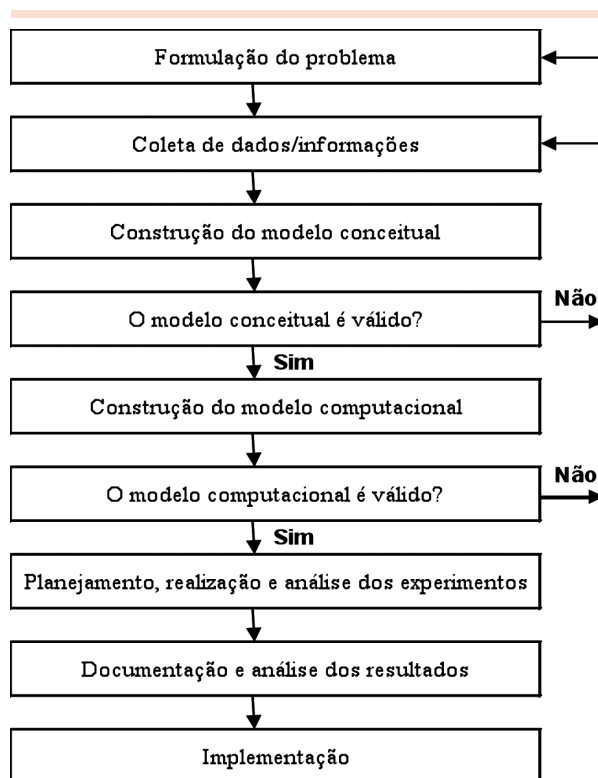 Formulação do problema
Coleta de dados/informações
Construção do modelo conceitual
O modelo conceitual é válido?
Não
Sim
Construção do modelo computacional
O modelo computacional é válido?
Não
Sim
Planejamento, realização e análise dos experimentos
Documentação e análise dos resultados
Implementação